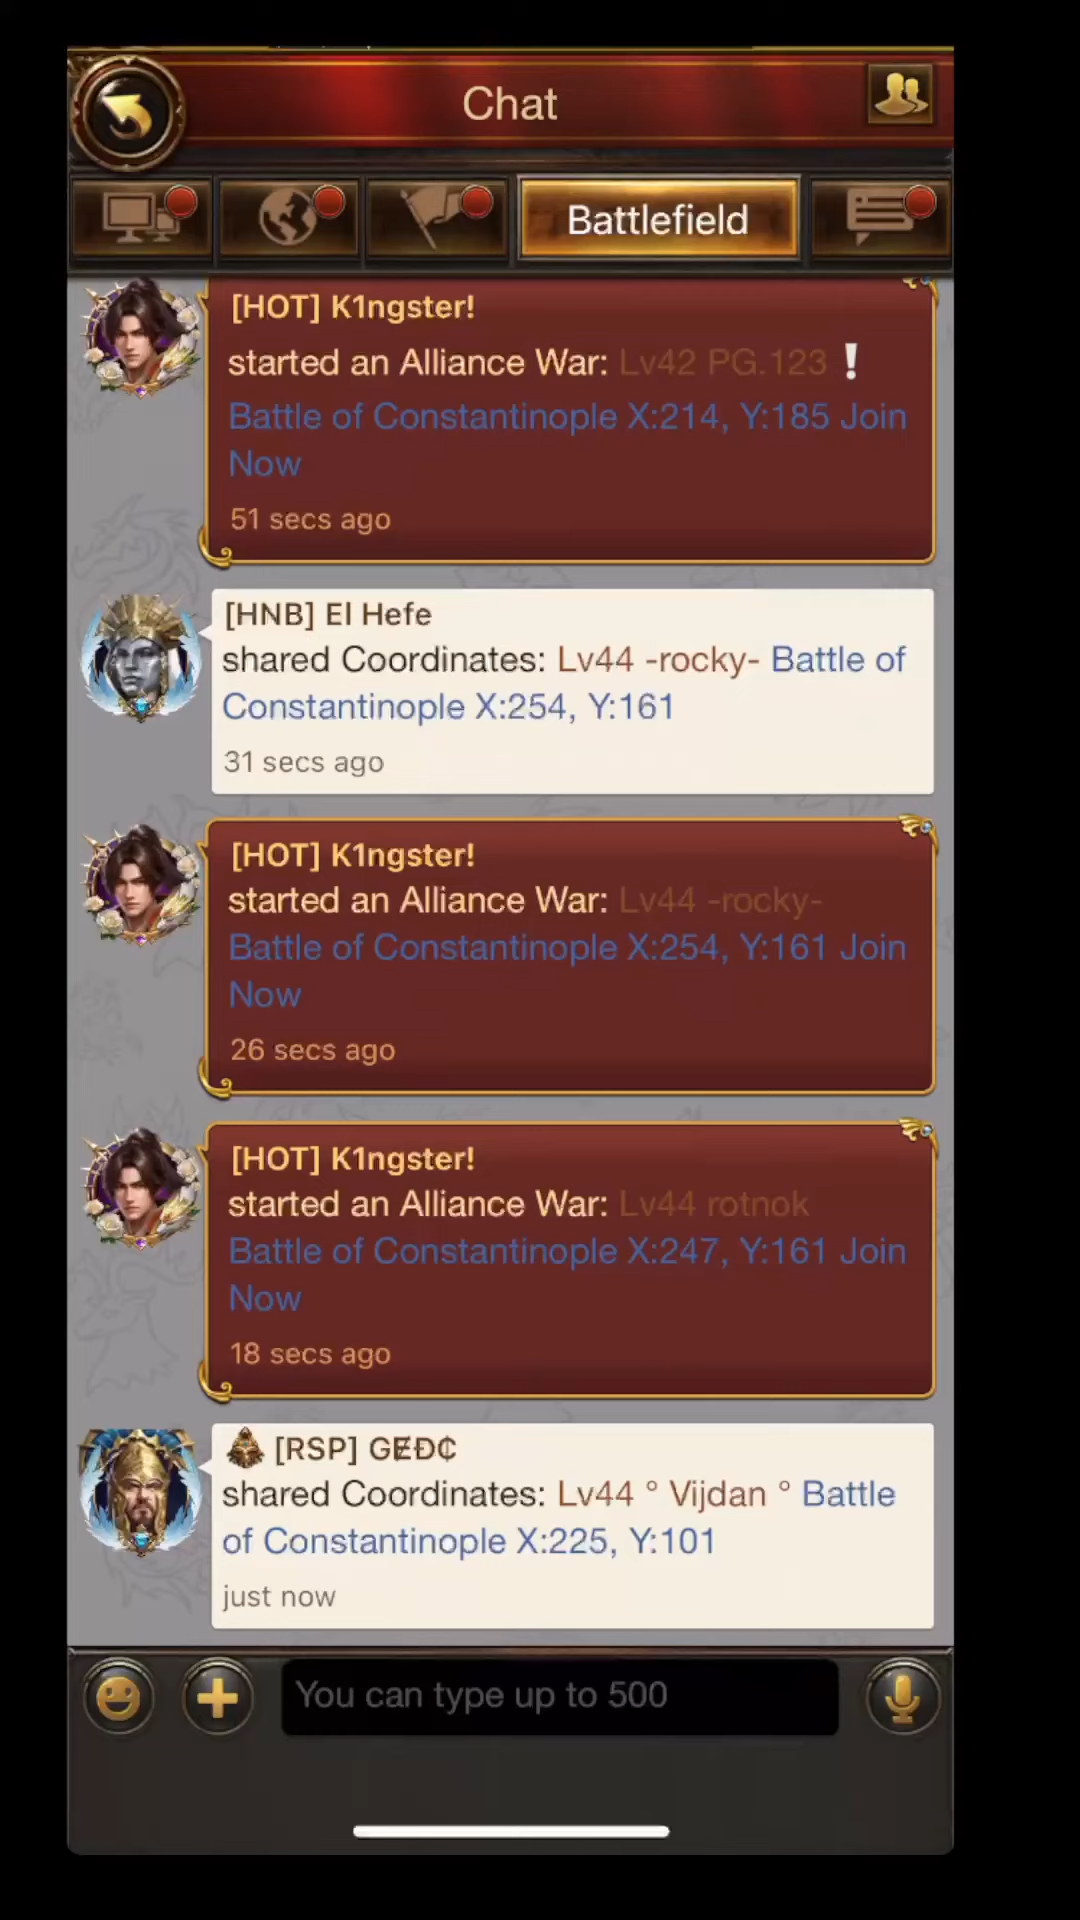 Chat
Battlefield
[HOT] K1ngster!
started an Alliance War: Lv42 PG.123❗
Battle of Constantinople X:214, Y:185 Join
Now
51 secs ago
[HNB] El Hefe
shared Coordinates: Lv44 -rocky- Battle of
Constantinople X:254, Y:161
31 secs ago
[HOT] K1ngster!
started an Alliance War: Lv44 -rocky-
Battle of Constantinople X:254, Y:161 Join
Now
26 secs ago
[HOT] K1ngster!
started an Alliance War: Lv44 rotnok
Battle of Constantinople X:247, Y:161 Join
Now
18 secs ago
[RSP] GɆĐ₵
shared Coordinates: Lv44 ° Vijdan ° Battle
of Constantinople X:225, Y:101
just now
You can type up to 500